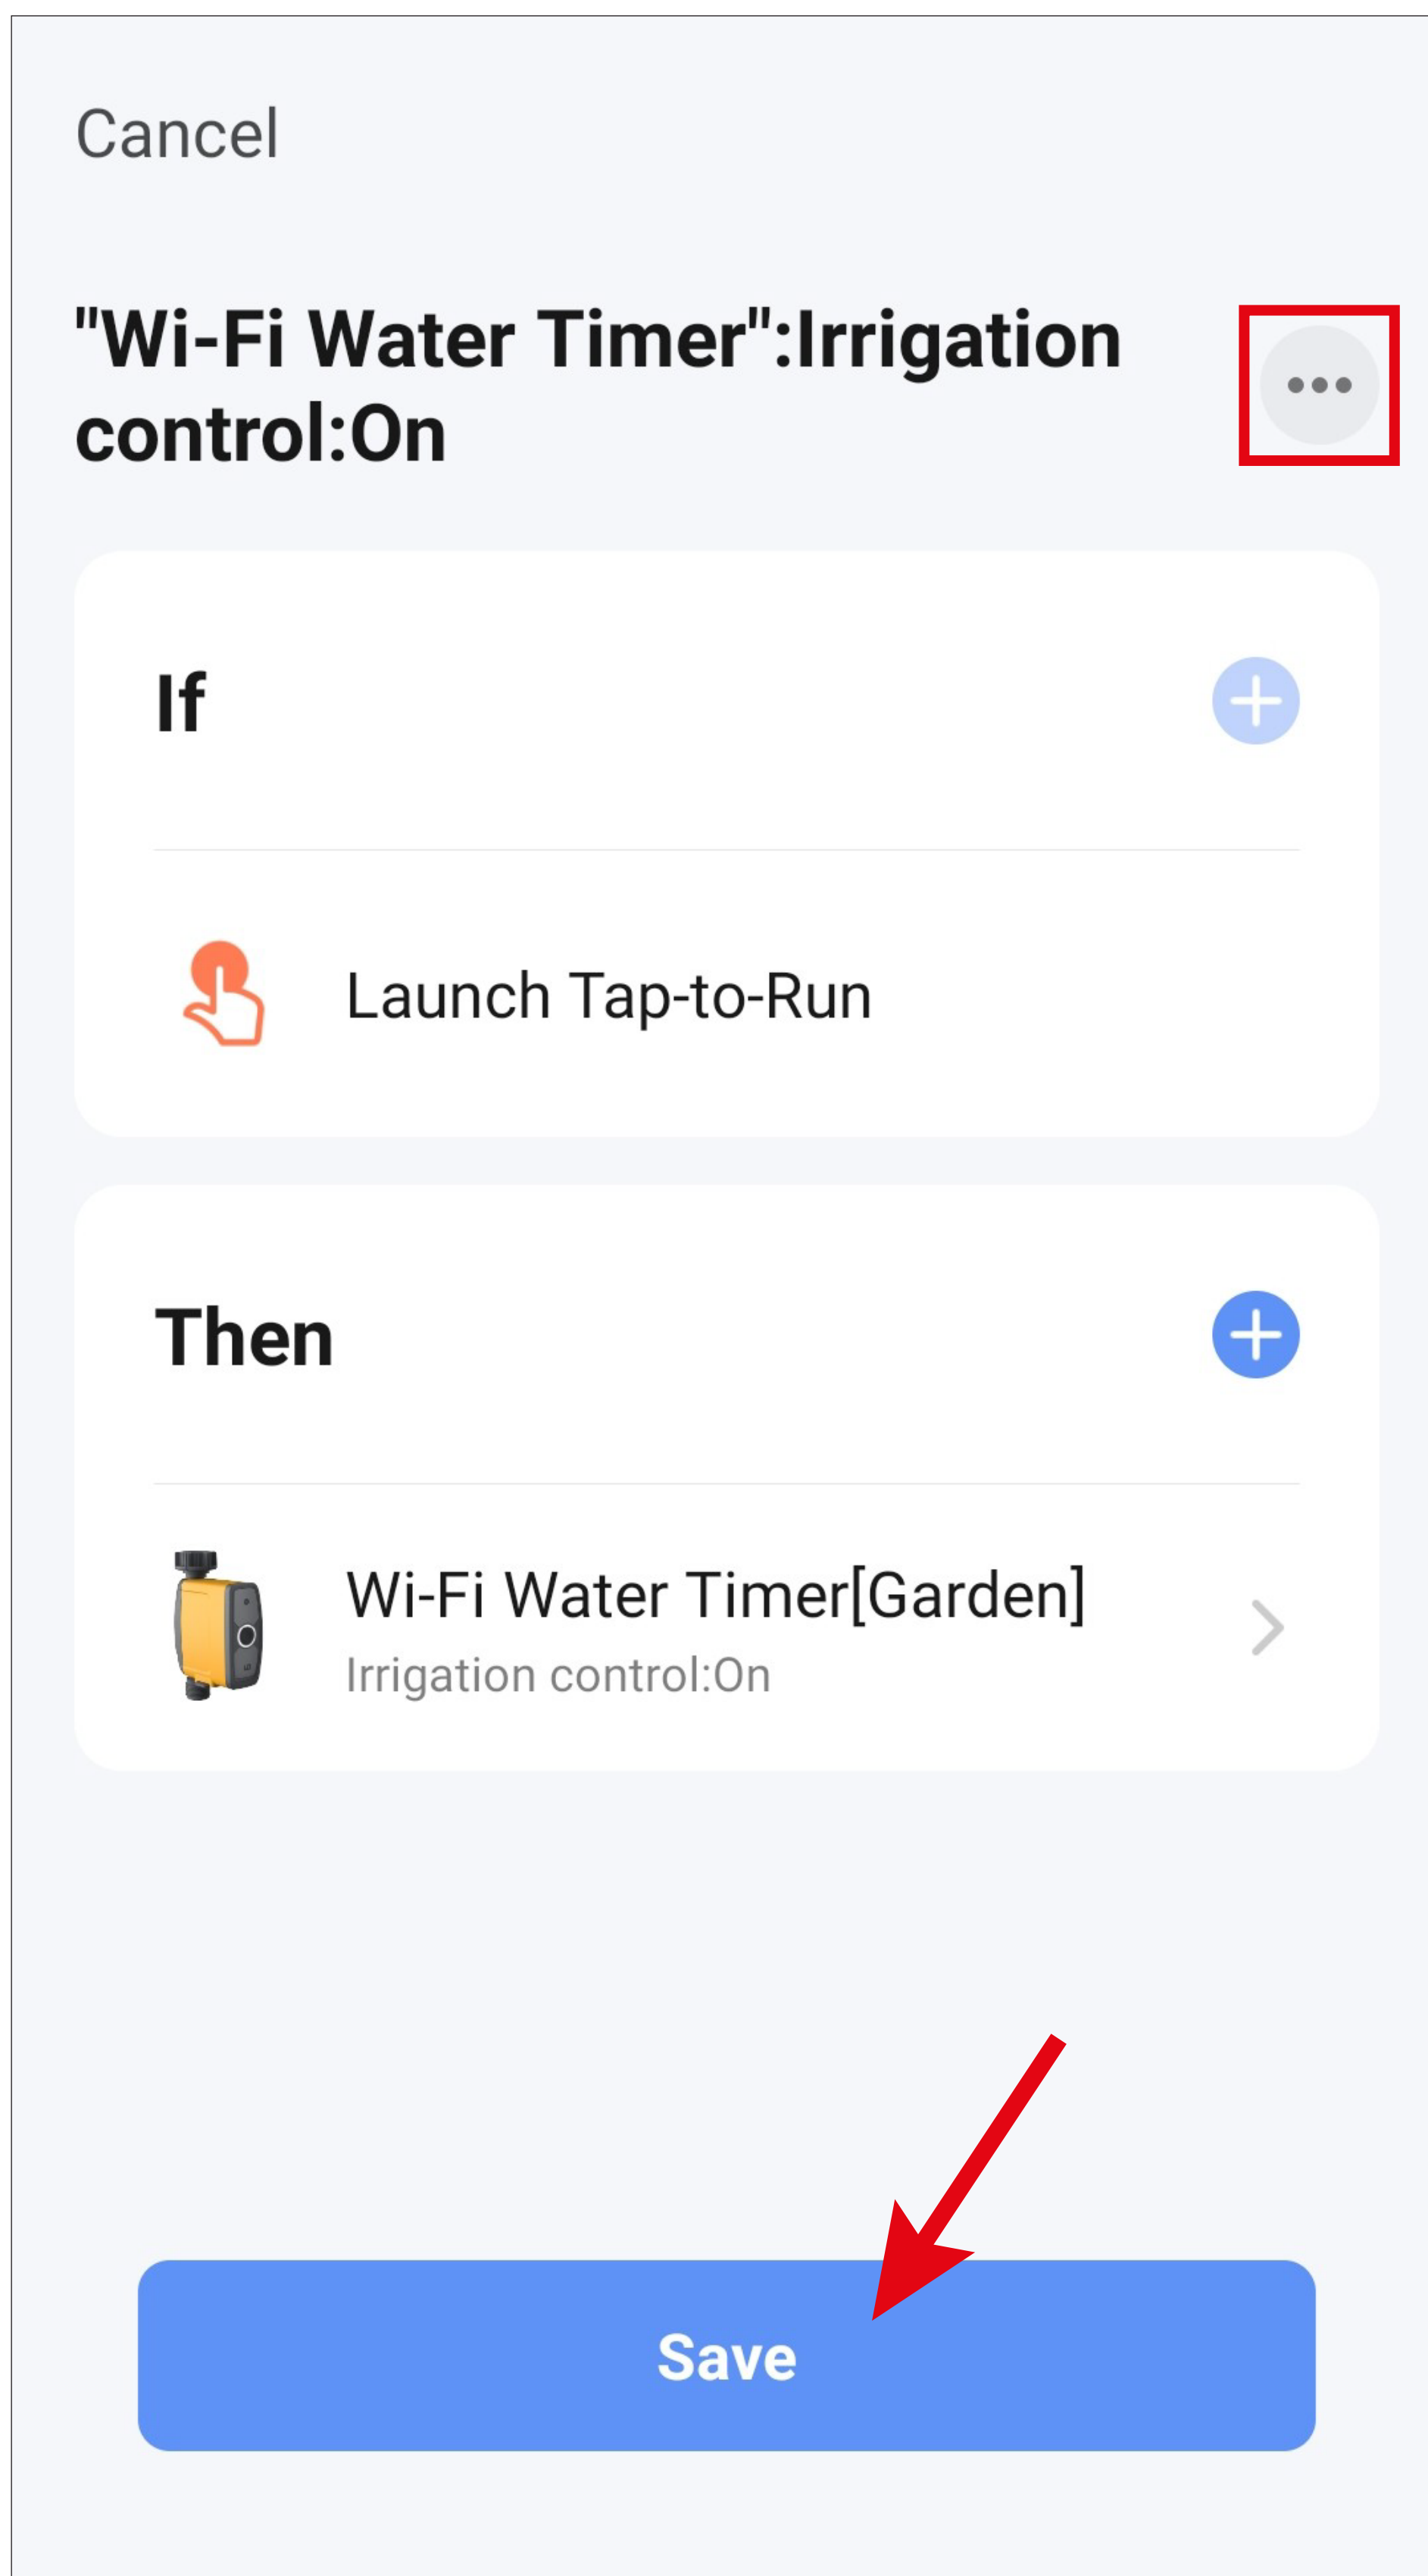 Cancel
"Wi-Fi Water Timer":Irrigation
control:On
If
Launch Tap-to-Run
Then
Wi-Fi Water Timer[Garden]
Irrigation control:On
Save